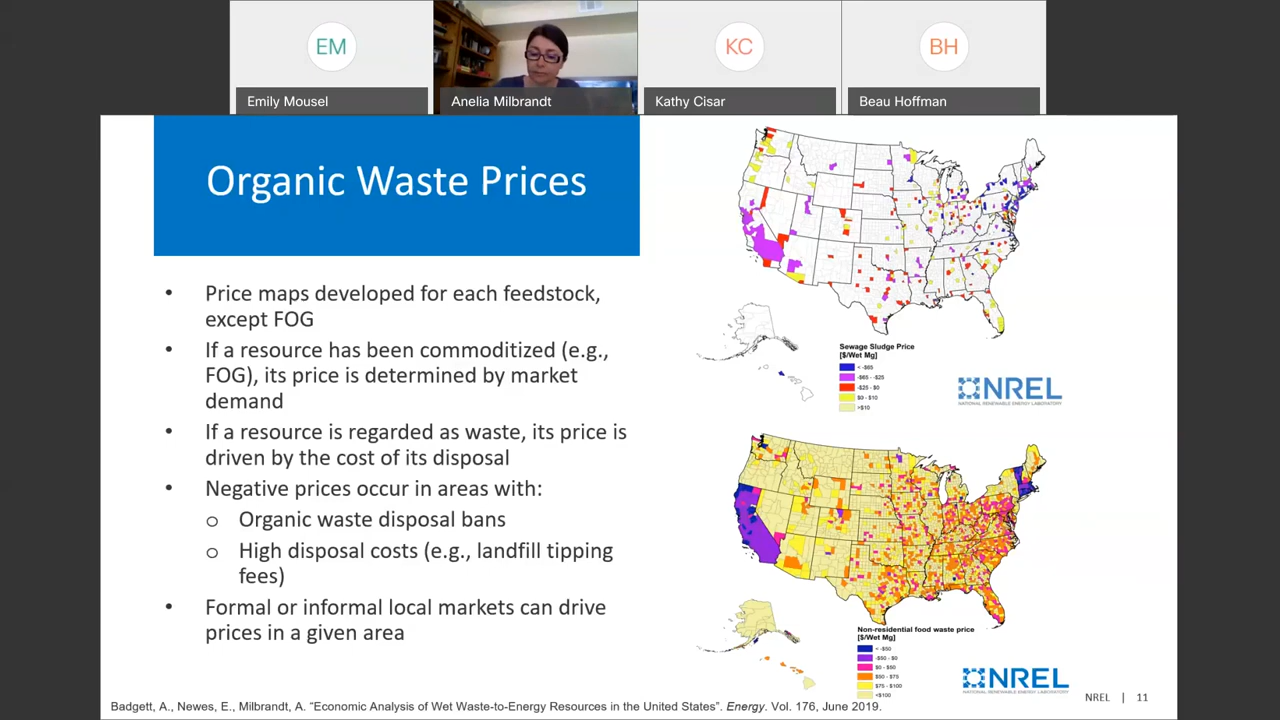 EM
KC
BH
Emily Mousel
Anelia Milbrandt
Kathy Cisar
Beau Hoffman
Organic Waste Prices
• Price maps developed for each feedstock,
except FOG
• If a resource has been commoditized (e.g.,
FOG), its price is determined by market
demand
• If a resource is regarded as waste, its price is
driven by the cost of its disposal
• Negative prices occur in areas with:
o Organic waste disposal bans
o High disposal costs (e.g., landfill tipping
fees)
• Formal or informal local markets can drive
prices in a given area
Sewage Sludge Price
[$/Wet Mg]
< -$65
-$65 - -$25
-$25 - $0
$0 - $10
>$10
NREL
NATIONAL RENEWABLE ENERGY LABORATORY
Non-residential food waste price
[$/Wet Mg]
< -$50
-$50 - $0
$0 - $50
$50 - $75
$75 - $100
<$100
NREL
NATIONAL RENEWABLE ENERGY LABORATORY
NREL | 11
Badgett, A., Newes, E., Milbrandt, A. "Economic Analysis of Wet Waste-to-Energy Resources in the United States". Energy. Vol. 176, June 2019.